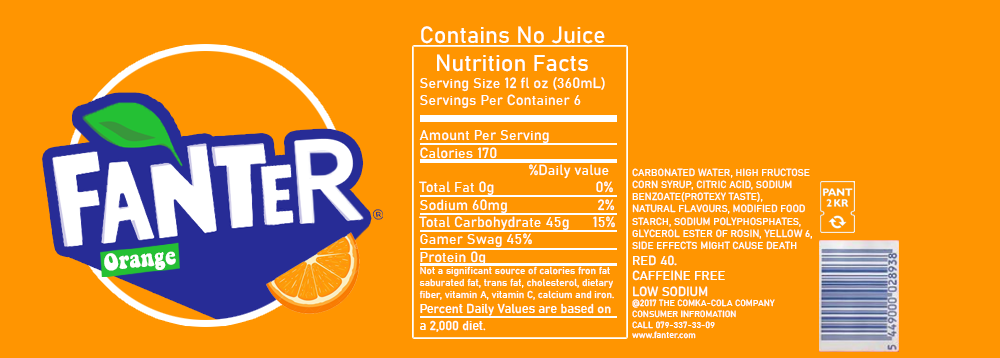 FANTER
®
Orange
Contains No Juice
Nutrition Facts
Serving Size 12 fl oz (360mL)
Servings Per Container 6
Amount Per Serving
Calories 170
%Daily value
Total Fat 0g 0%
Sodium 60mg 2%
Total Carbohydrate 45g 15%
Gamer Swag 45%
Protein 0g
Not a significant source of calories fron fat
saburated fat, trans fat, cholesterol, dietary
fiber, vitamin A, vitamin C, calcium and iron.
Percent Daily Values are based on
a 2,000 diet.
CARBONATED WATER, HIGH FRUCTOSE
CORN SYRUP, CITRIC ACID, SODIUM
BENZOATE(PROTEXY TASTE),
NATURAL FLAVOURS, MODIFIED FOOD
STARCH, SODIUM POLYPHOSPHATES,
GLYCEROL ESTER OF ROSIN, YELLOW 6,
SIDE EFFECTS MIGHT CAUSE DEATH
RED 40.
CAFFEINE FREE
LOW SODIUM
@2017 THE COMKA-COLA COMPANY
CONSUMER INFROMATION
CALL 079-337-33-09
www.fanter.com
PANT
2KR
5 449000 028938